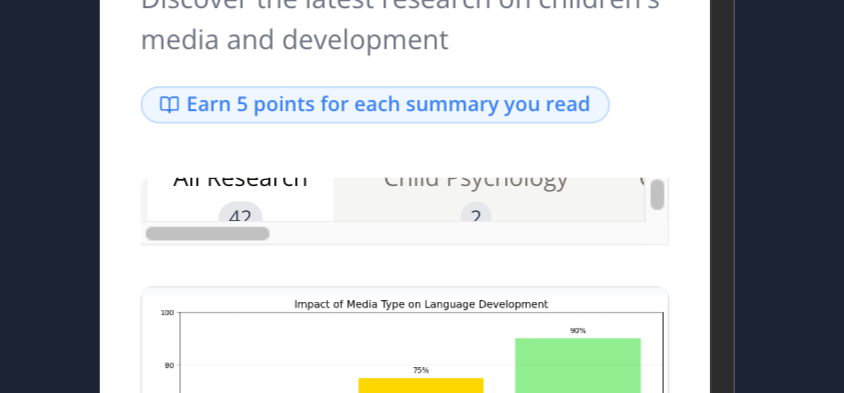 Discover the latest research on children's
media and development
Earn 5 points for each summary you read
All Research
Child Psychology
42
2
Impact of Media Type on Language Development
100
90%
80
75%